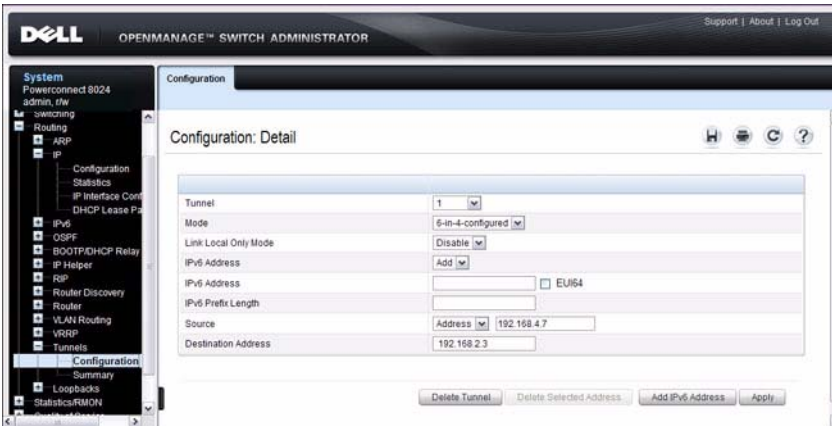 Support | About | Log Out
DELL
OPENMANAGE™ SWITCH ADMINISTRATOR
System
Powerconnect 8024
admin, r/w
Switching
Routing
ARP
IP
Configuration
Statistics
IP Interface Conf
DHCP Lease Pa
IPv6
OSPF
BOOTP/DHCP Relay
IP Helper
RIP
Router Discovery
Router
VLAN Routing
VRRP
Tunnels
Configuration
Summary
Loopbacks
Statistics/RMON
Configuration
Configuration: Detail
Tunnel 1
Mode 6-in-4-configured
Link Local Only Mode Disable
IPv6 Address Add
IPv6 Address EUI64
IPv6 Prefix Length
Source Address 192.168.4.7
Destination Address 192.168.2.3
Delete Tunnel Delete Selected Address Add IPv6 Address Apply